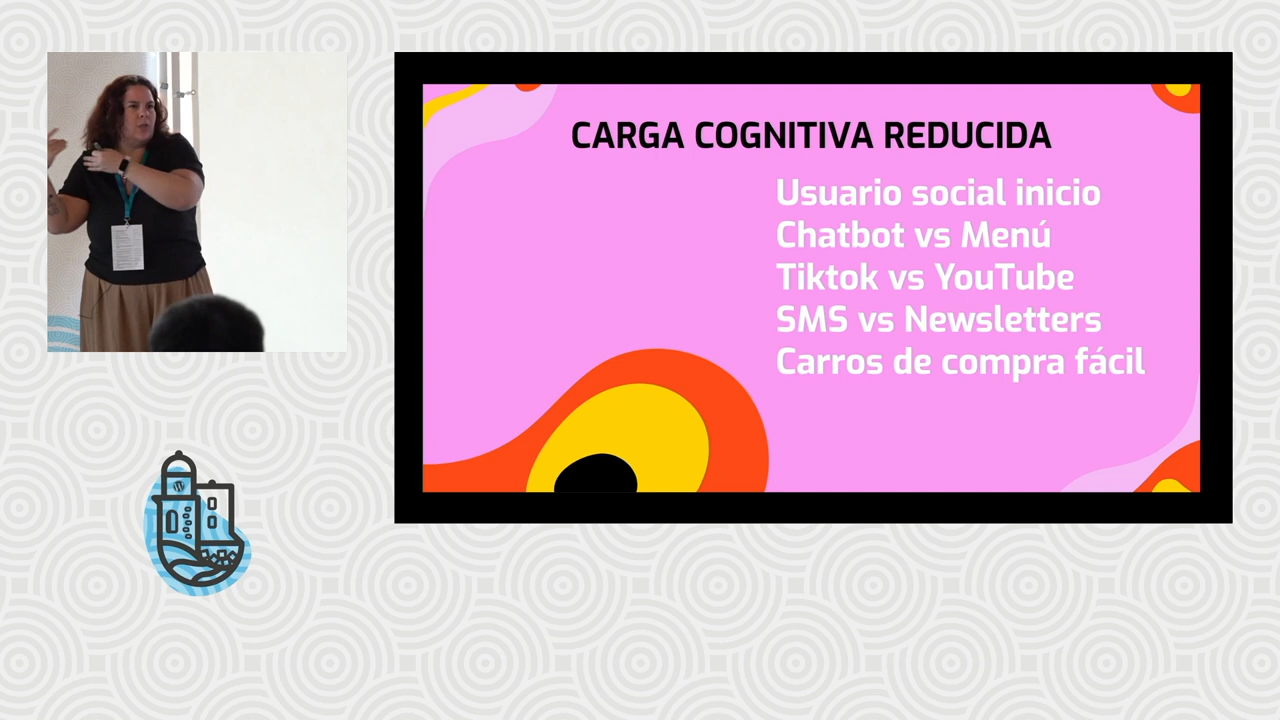 CARGA COGNITIVA REDUCIDA
Usuario social inicio
Chatbot vs Menú
Tiktok vs YouTube
SMS vs Newsletters
Carros de compra fácil